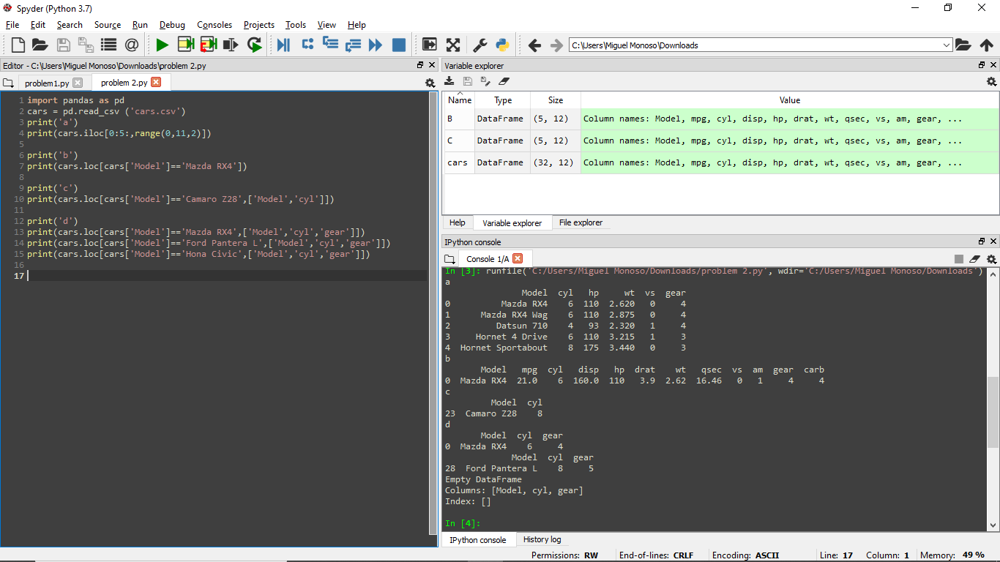 Spyder (Python 3.7)
File Edit Search Source Run Debug Consoles Projects Tools View Help
C:\Users\Miguel Monoso\Downloads
Editor - C:\Users\Miguel Monoso\Downloads\problem 2.py
problem1.py problem 2.py
1 import pandas as pd
2 cars = pd.read_csv ('cars.csv')
3 print('a')
4 print(cars.iloc[0:5:,range(0,11,2)])
5
6 print('b')
7 print(cars.loc[cars['Model']=='Mazda RX4'])
8
9 print('c')
10 print(cars.loc[cars['Model']=='Camaro Z28',['Model','cyl']])
11
12 print('d')
13 print(cars.loc[cars['Model']=='Mazda RX4',['Model','cyl','gear']])
14 print(cars.loc[cars['Model']=='Ford Pantera L',['Model','cyl','gear']])
15 print(cars.loc[cars['Model']=='Hona Civic',['Model','cyl','gear']])
16
17
Variable explorer
Name Type Size Value
B DataFrame (5, 12) Column names: Model, mpg, cyl, disp, hp, drat, wt, qsec, vs, am, gear, ...
C DataFrame (5, 12) Column names: Model, mpg, cyl, disp, hp, drat, wt, qsec, vs, am, gear, ...
cars DataFrame (32, 12) Column names: Model, mpg, cyl, disp, hp, drat, wt, qsec, vs, am, gear, ...
Help Variable explorer File explorer
IPython console
Console 1/A
In [3]: runfile('C:/Users/Miguel Monoso/Downloads/problem 2.py', wdir='C:/Users/Miguel Monoso/Downloads')
a
Model cyl hp wt vs gear
0 Mazda RX4 6 110 2.620 0 4
1 Mazda RX4 Wag 6 110 2.875 0 4
2 Datsun 710 4 93 2.320 1 4
3 Hornet 4 Drive 6 110 3.215 1 3
4 Hornet Sportabout 8 175 3.440 0 3
b
Model mpg cyl disp hp drat wt qsec vs am gear carb
0 Mazda RX4 21.0 6 160.0 110 3.9 2.62 16.46 0 1 4 4
c
Model cyl
23 Camaro Z28 8
d
Model cyl gear
0 Mazda RX4 6 4
Model cyl gear
28 Ford Pantera L 8 5
Empty DataFrame
Columns: [Model, cyl, gear]
Index: []
In [4]:
IPython console History log
Permissions: RW End-of-lines: CRLF Encoding: ASCII Line: 17 Column: 1 Memory: 49 %